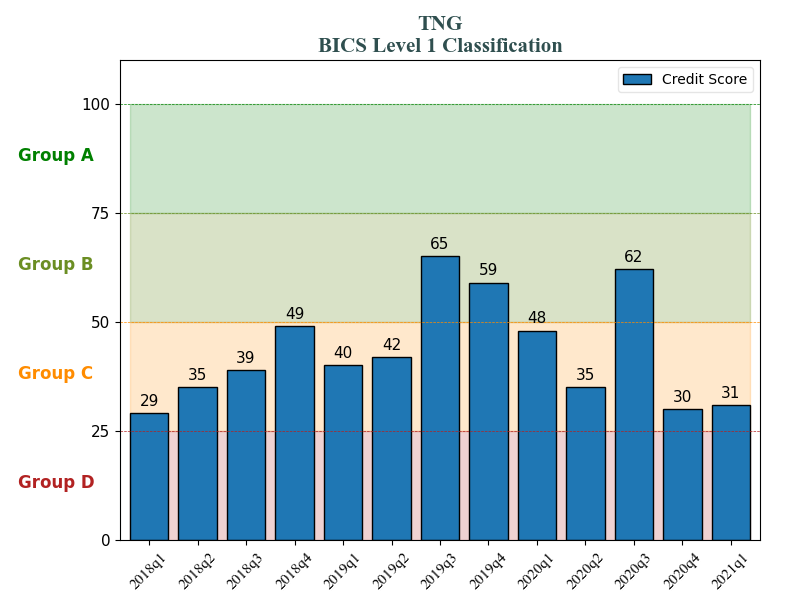 TNG
BICS Level 1 Classification
Credit Score
100
Group A
75
Group B
50
Group C
25
Group D
0
29
35
39
49
40
42
65
59
48
35
62
30
31
2018q1
2018q2
2018q3
2018q4
2019q1
2019q2
2019q3
2019q4
2020q1
2020q2
2020q3
2020q4
2021q1